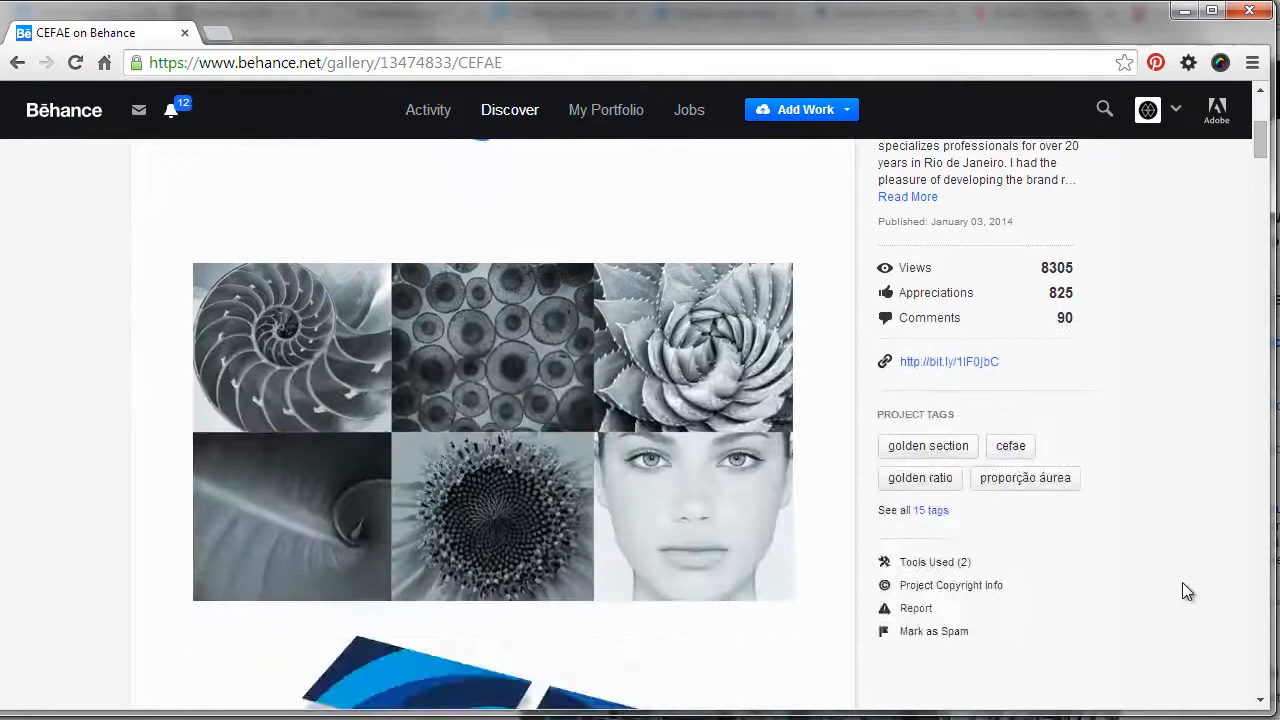 CEFAE on Behance
https://www.behance.net/gallery/13474833/CEFAE
Bēhance 12 Activity Discover My Portfolio Jobs Add Work Adobe
specializes professionals for over 20
years in Rio de Janeiro. I had the
pleasure of developing the brand r...
Read More
Published: January 03, 2014
Views 8305
Appreciations 825
Comments 90
http://bit.ly/1lF0jbC
PROJECT TAGS
golden section cefae
golden ratio proporção áurea
See all 15 tags
Tools Used (2)
Project Copyright Info
Report
Mark as Spam